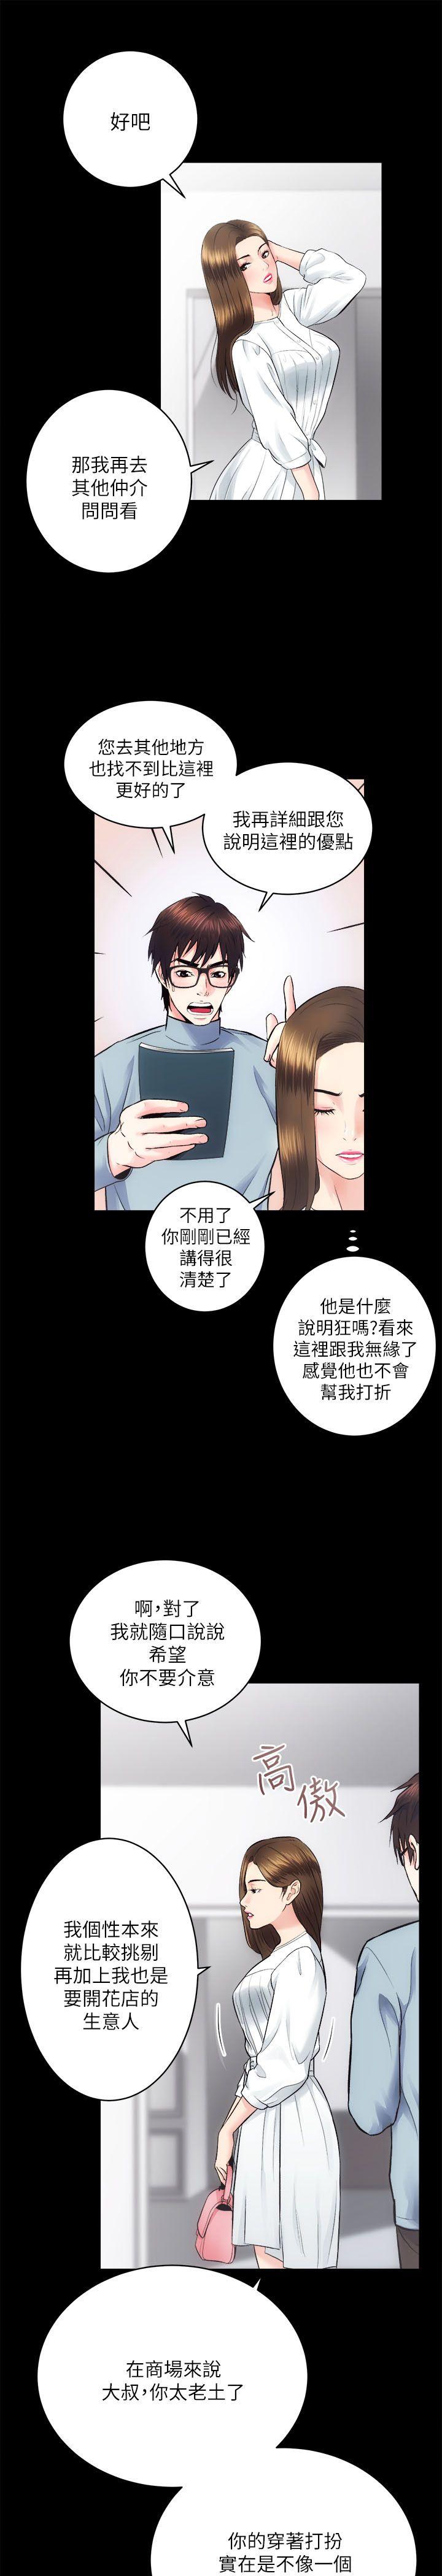 好吧
那我再去
其他仲介
問問看
您去其他地方
也找不到比這裡
更好的了
我再詳細跟您
說明這裡的優點
不用了
你剛剛已經
講得很
清楚了
他是什麼
說明狂嗎?看來
這裡跟我無緣了
感覺他也不會
幫我打折
啊,對了
我就隨口說說
希望
你不要介意
高傲
我個性本來
就比較挑剔
再加上我也是
要開花店的
生意人
在商場來說
大叔,你太老土了
你的穿著打扮
實在是不像一個